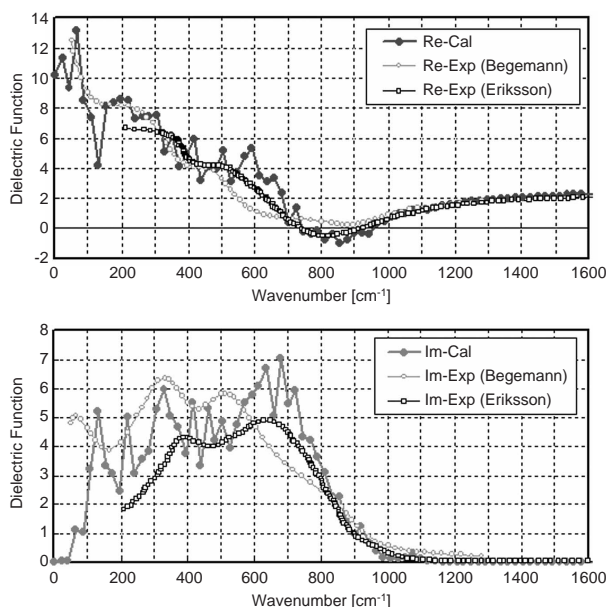 14
12
10
8
6
4
2
0
-2
Dielectric Function
Re-Cal
Re-Exp (Begemann)
Re-Exp (Eriksson)
0 200 400 600 800 1000 1200 1400 1600
Wavenumber [cm-1]
8
7
6
5
4
3
2
1
0
Dielectric Function
Im-Cal
Im-Exp (Begemann)
Im-Exp (Eriksson)
0 200 400 600 800 1000 1200 1400 1600
Wavenumber [cm-1]